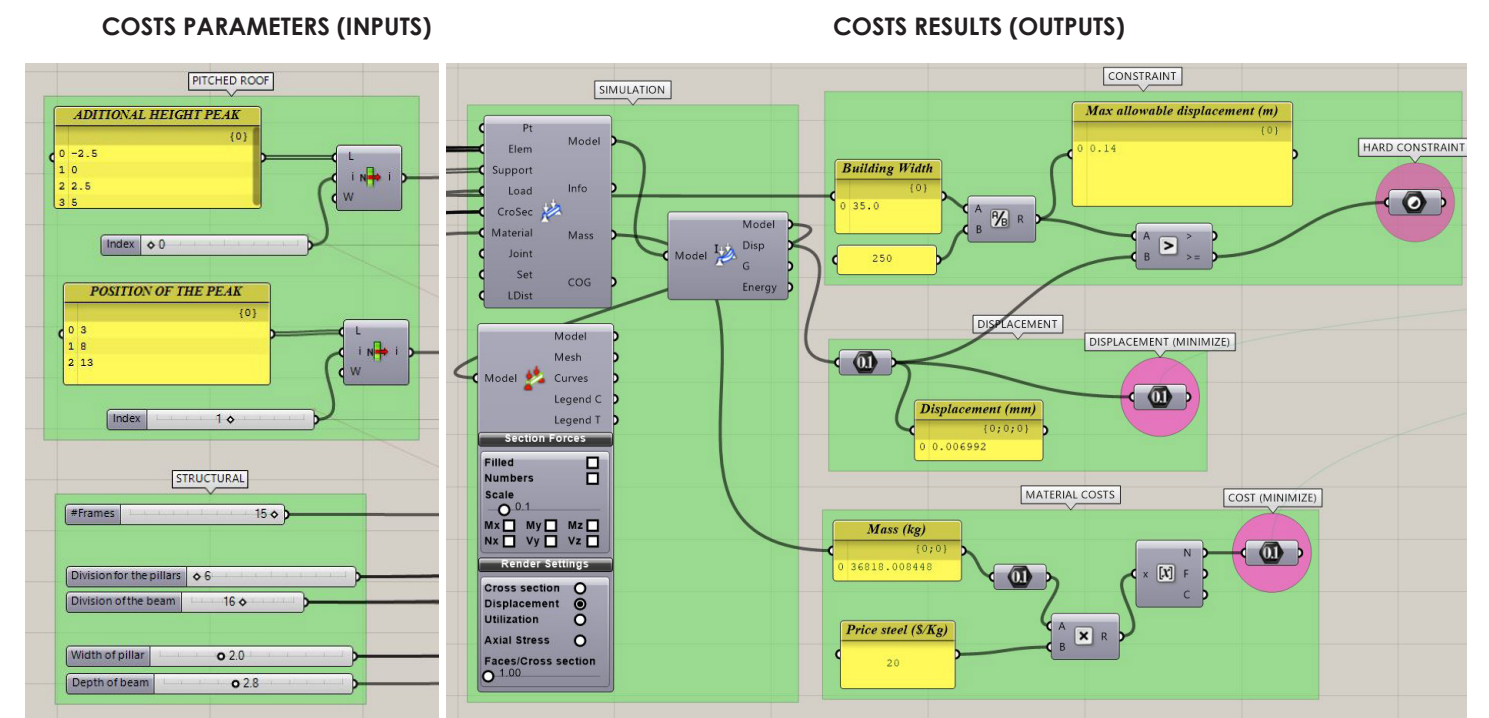 COSTS PARAMETERS (INPUTS)
COSTS RESULTS (OUTPUTS)
PITCHED ROOF
ADITIONAL HEIGHT PEAK
{0}
0 -2.5
1 0
2 2.5
3 5
L
i N i
W
Index 0
POSITION OF THE PEAK
{0}
0 3
1 8
2 13
L
i N i
W
Index 1
STRUCTURAL
#Frames 15
Division for the pillars 6
Division of the beam 16
Width of pillar 2.0
Depth of beam 2.8
SIMULATION
Pt
Elem
Support
Load
CroSec
Material
Joint
Set
LDist
Model
Info
Mass
COG
Model
Model
Disp
G
Energy
Model
Model
Mesh
Curves
Legend C
Legend T
Section Forces
Filled
Numbers
Scale
0.1
Mx My Mz
Nx Vy Vz
Render Settings
Cross section
Displacement
Utilization
Axial Stress
Faces/Cross section
1.00
CONSTRAINT
Max allowable displacement (m)
{0}
0 0.14
HARD CONSTRAINT
Building Width
{0}
0 35.0
250
A
B
A/B
R
A
B
>
>
>=
DISPLACEMENT
0.1
DISPLACEMENT (MINIMIZE)
0.1
Displacement (mm)
{0;0;0}
0 0.006992
MATERIAL COSTS
COST (MINIMIZE)
Mass (kg)
{0;0}
0 36818.008448
0.1
Price steel ($/Kg)
20
A
B
×
R
x [x]
N
F
C
0.1